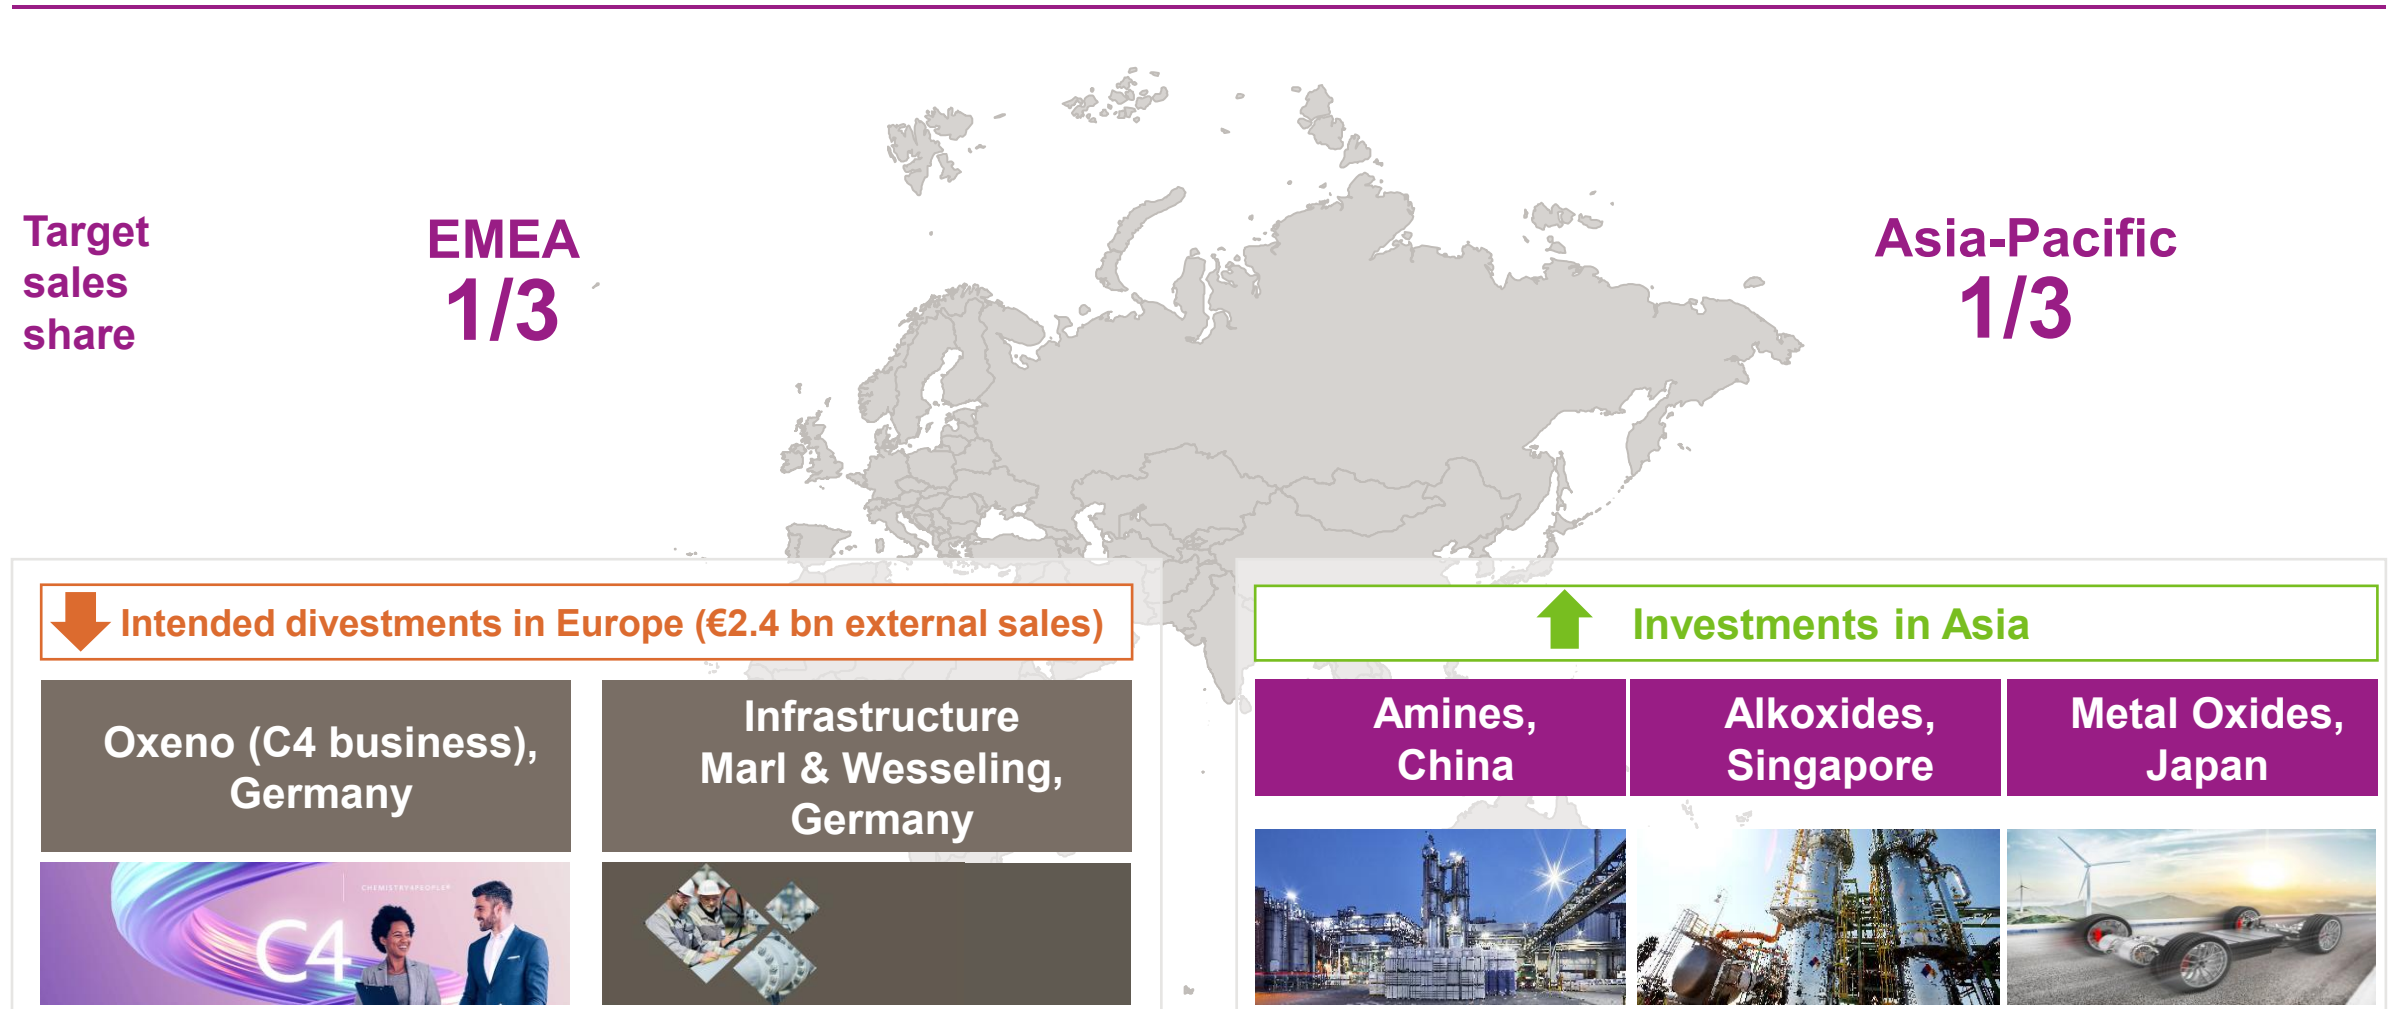 Target
sales
share
EMEA
1/3
Asia-Pacific
1/3
Intended divestments in Europe (€2.4 bn external sales)
Oxeno (C4 business),
Germany
Infrastructure
Marl & Wesseling,
Germany
CHEMISTRY4PEOPLE®
C4
Investments in Asia
Amines,
China
Alkoxides,
Singapore
Metal Oxides,
Japan